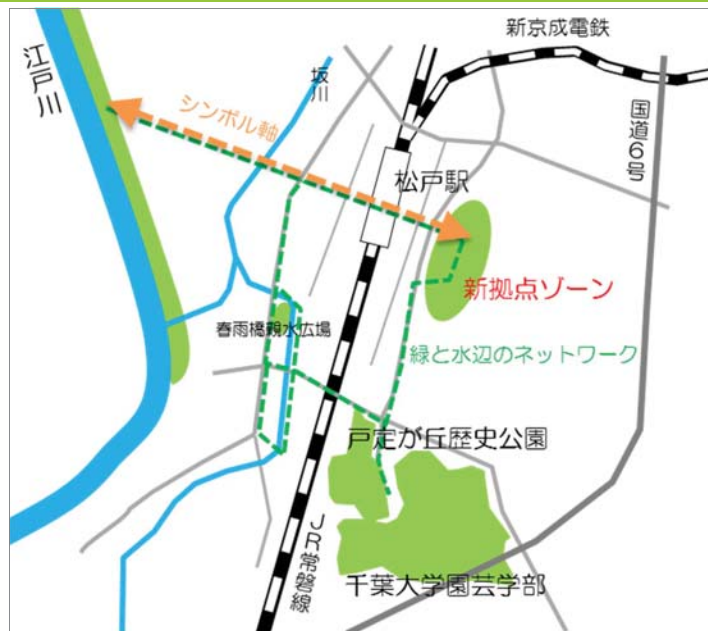 新京成電鉄
江戸川
坂川
国道6号
シンボル軸
松戸駅
新拠点ゾーン
春雨橋親水広場
緑と水辺のネットワーク
戸定が丘歴史公園
JR常磐線
千葉大学園芸学部